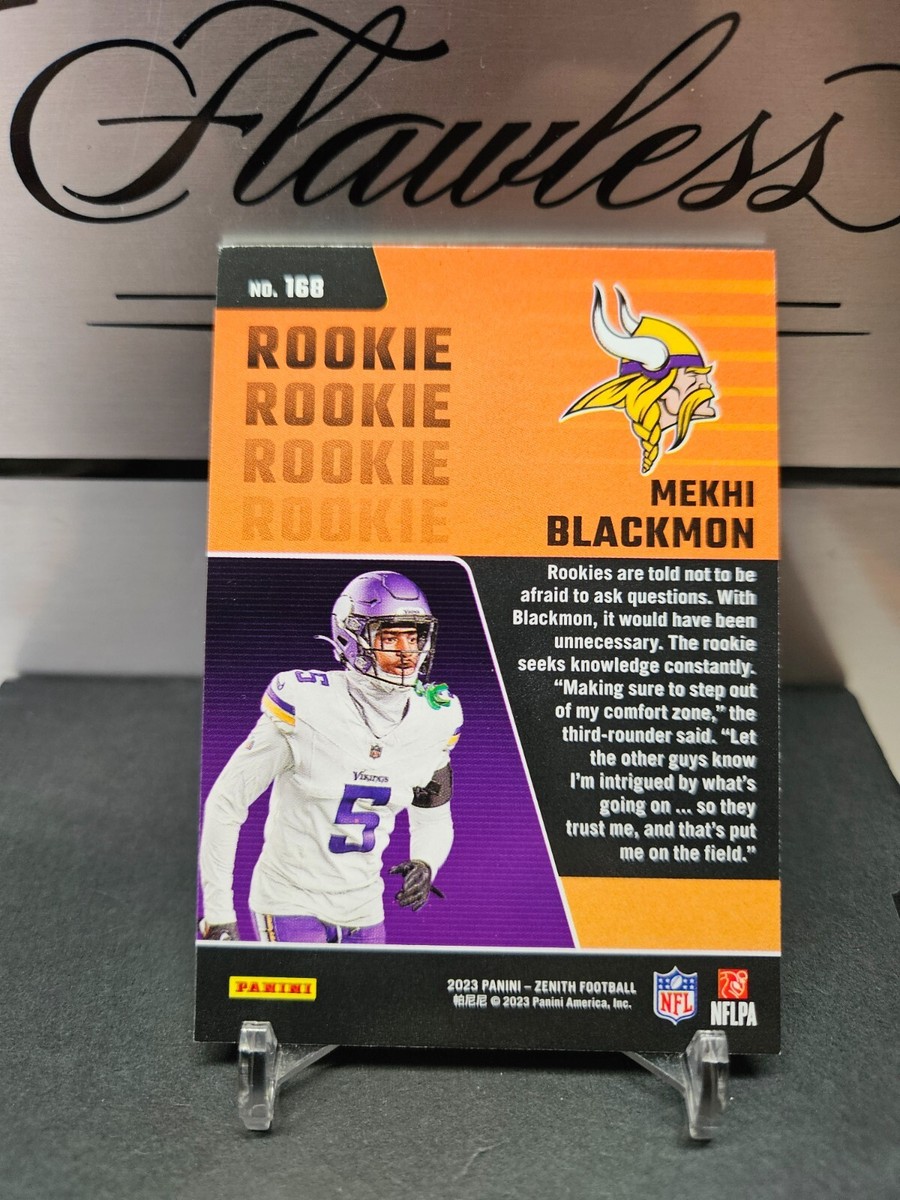 Flawless
NO. 168
ROOKIE
ROOKIE
ROOKIE
ROOKIE
MEKHI
BLACKMON
Rookies are told not to be
afraid to ask questions. With
Blackmon, it would have been
unnecessary. The rookie
seeks knowledge constantly.
“Making sure to step out
of my comfort zone,” the
third-rounder said. “Let
the other guys know
I’m intrigued by what’s
going on ... so they
trust me, and that’s put
me on the field.”
5
VIKINGS
5
PANINI
2023 PANINI – ZENITH FOOTBALL
帕尼尼 © 2023 Panini America, Inc.
NFL
NFLPA